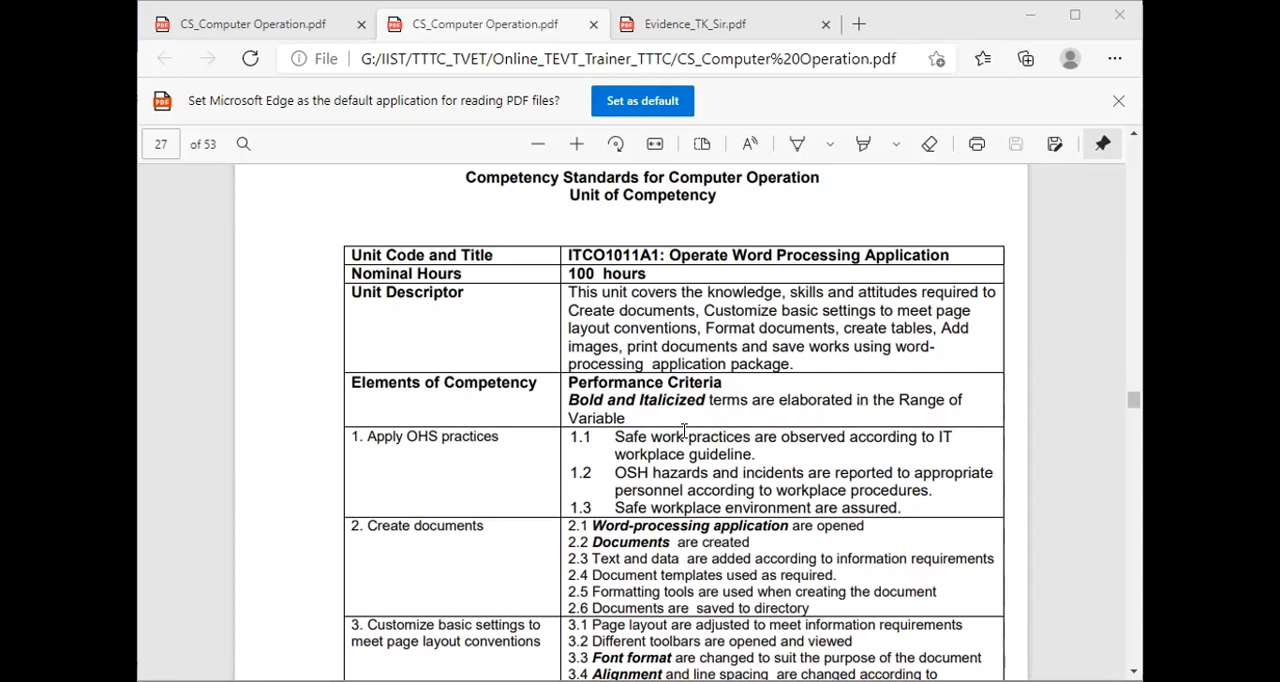 CS_Computer Operation.pdf
CS_Computer Operation.pdf
Evidence_TK_Sir.pdf
File G:/IIST/TTTC_TVET/Online_TEVT_Trainer_TTTC/CS_Computer%20Operation.pdf
Set Microsoft Edge as the default application for reading PDF files? Set as default
27 of 53
Competency Standards for Computer Operation
Unit of Competency
Unit Code and Title ITCO1011A1: Operate Word Processing Application
Nominal Hours 100 hours
Unit Descriptor This unit covers the knowledge, skills and attitudes required to
Create documents, Customize basic settings to meet page
layout conventions, Format documents, create tables, Add
images, print documents and save works using word-
processing application package.
Elements of Competency Performance Criteria
Bold and Italicized terms are elaborated in the Range of
Variable
1. Apply OHS practices 1.1 Safe work practices are observed according to IT
workplace guideline.
1.2 OSH hazards and incidents are reported to appropriate
personnel according to workplace procedures.
1.3 Safe workplace environment are assured.
2. Create documents 2.1 Word-processing application are opened
2.2 Documents are created
2.3 Text and data are added according to information requirements
2.4 Document templates used as required.
2.5 Formatting tools are used when creating the document
2.6 Documents are saved to directory
3. Customize basic settings to 3.1 Page layout are adjusted to meet information requirements
meet page layout conventions 3.2 Different toolbars are opened and viewed
3.3 Font format are changed to suit the purpose of the document
3.4 Alignment and line spacing are changed according to